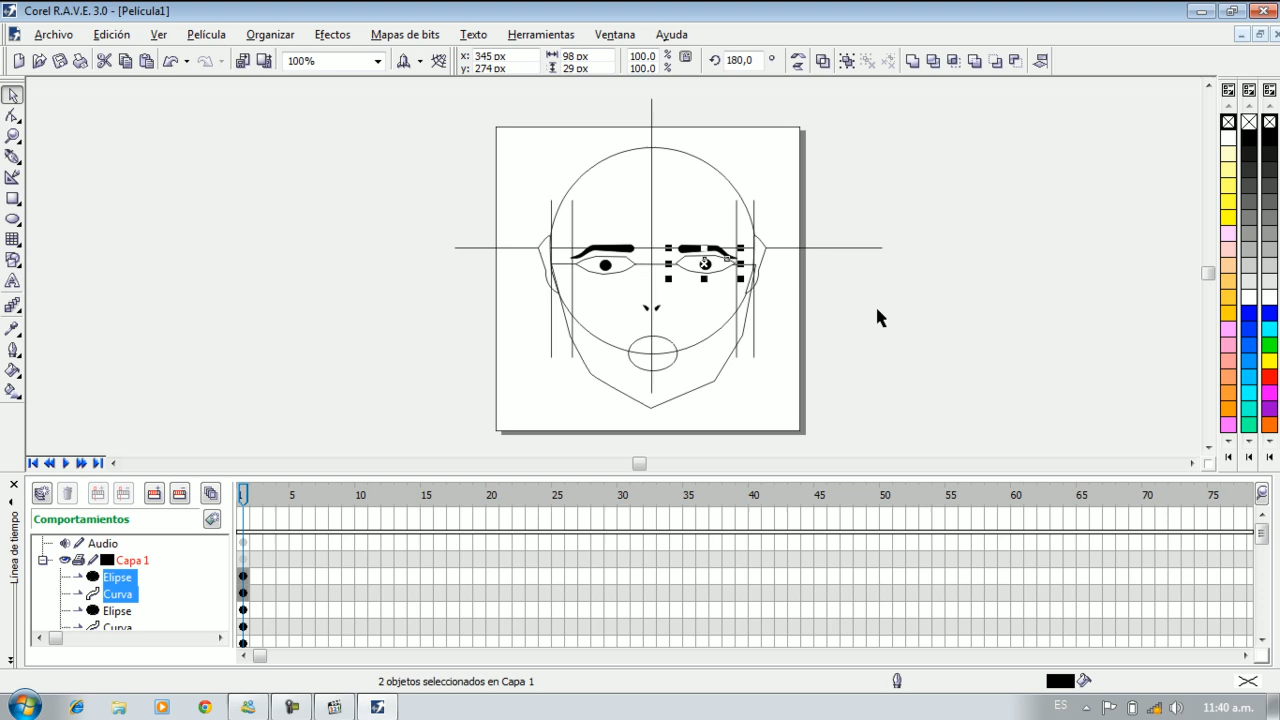 Corel R.A.V.E. 3.0 - [Película1]
Archivo Edición Ver Película Organizar Efectos Mapas de bits Texto Herramientas Ventana Ayuda
100% x: 345 px 98 px 100.0 % 180,0 °
y: 274 px 29 px 100.0 %
1 5 10 15 20 25 30 35 40 45 50 55 60 65 70 75
Comportamientos
Línea de tiempo
Audio
Capa 1
Elipse
Curva
Elipse
Curva
2 objetos seleccionados en Capa 1
ES 11:40 a.m.